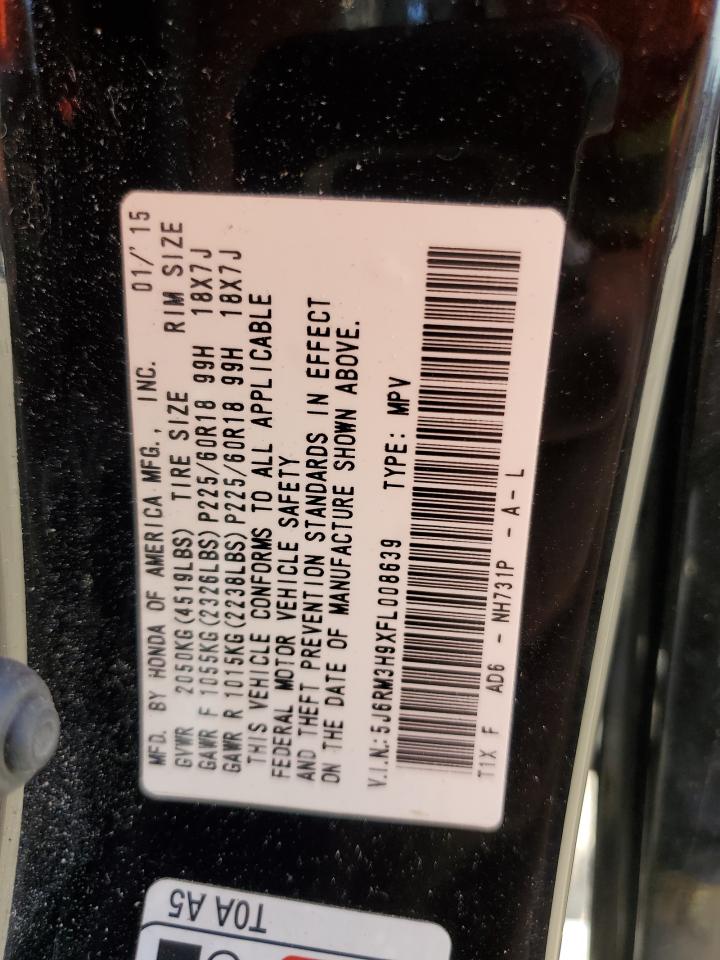 MFD. BY HONDA OF AMERICA MFG., INC. 01/'15
GVWR 2050KG(4519LBS) TIRE SIZE RIM SIZE
GAWR F 1055KG(2326LBS) P225/60R18 99H 18X7J
GAWR R 1015KG(2238LBS) P225/60R18 99H 18X7J
THIS VEHICLE CONFORMS TO ALL APPLICABLE
FEDERAL MOTOR VEHICLE SAFETY
AND THEFT PREVENTION STANDARDS IN EFFECT
ON THE DATE OF MANUFACTURE SHOWN ABOVE.
V.I.N.: 5J6RM3H9XFL008639 TYPE: MPV
T1X F AD6 - NH731P - A - L
T0A A5